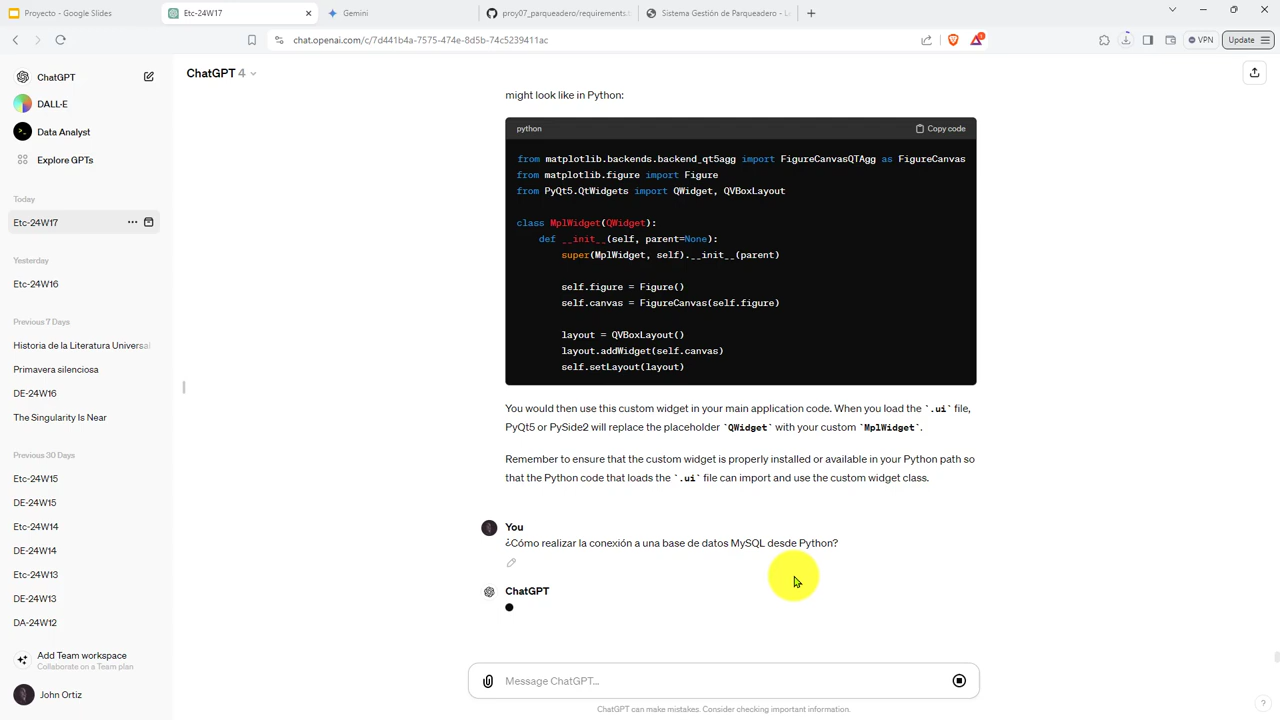 Proyecto - Google Slides
Etc-24W17
Gemini
proy07_parqueadero/requirements.t
Sistema Gestión de Parqueadero - L
chat.openai.com/c/7d441b4a-7575-474e-8d5b-74c5239411ac
VPN
Update
ChatGPT
DALL-E
Data Analyst
Explore GPTs
Today
Etc-24W17
Yesterday
Etc-24W16
Previous 7 Days
Historia de la Literatura Universal
Primavera silenciosa
DE-24W16
The Singularity Is Near
Previous 30 Days
Etc-24W15
DE-24W15
Etc-24W14
DE-24W14
Etc-24W13
DE-24W13
DA-24W12
Add Team workspace
Collaborate on a Team plan
John Ortiz
ChatGPT 4
might look like in Python:
python
Copy code
from matplotlib.backends.backend_qt5agg import FigureCanvasQTAgg as FigureCanvas
from matplotlib.figure import Figure
from PyQt5.QtWidgets import QWidget, QVBoxLayout
class MplWidget(QWidget):
def __init__(self, parent=None):
super(MplWidget, self).__init__(parent)
self.figure = Figure()
self.canvas = FigureCanvas(self.figure)
layout = QVBoxLayout()
layout.addWidget(self.canvas)
self.setLayout(layout)
You would then use this custom widget in your main application code. When you load the `.ui` file,
PyQt5 or PySide2 will replace the placeholder `QWidget` with your custom `MplWidget`.
Remember to ensure that the custom widget is properly installed or available in your Python path so
that the Python code that loads the `.ui` file can import and use the custom widget class.
You
¿Cómo realizar la conexión a una base de datos MySQL desde Python?
ChatGPT
Message ChatGPT...
ChatGPT can make mistakes. Consider checking important information.
?